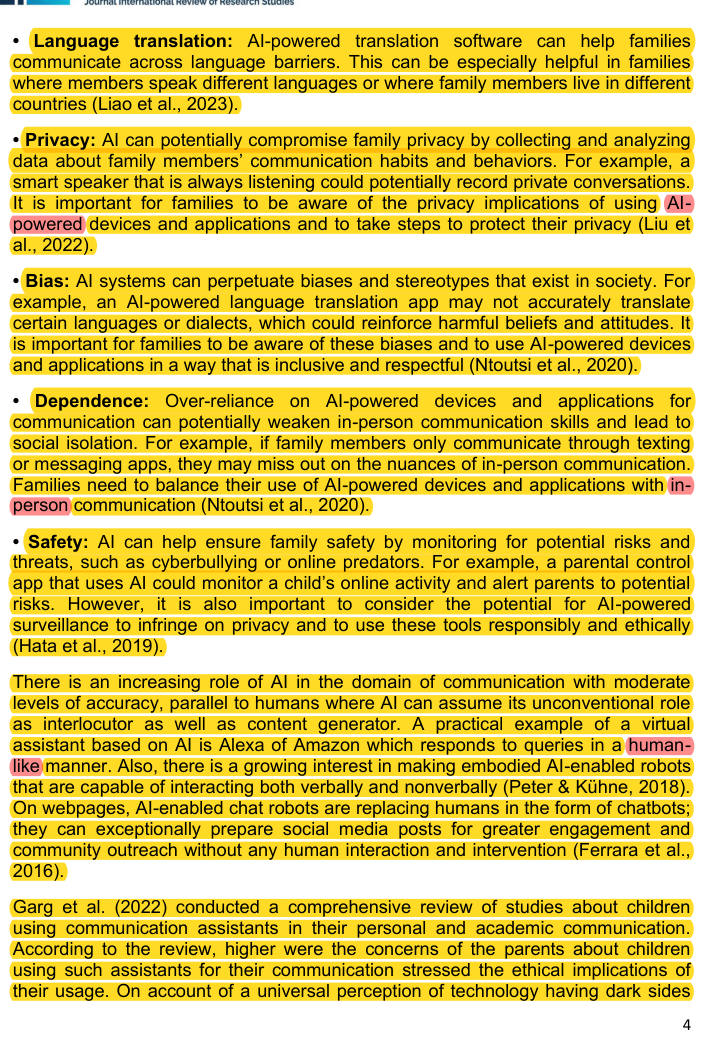 Journal International Review of Research Studies
• Language translation: AI-powered translation software can help families
communicate across language barriers. This can be especially helpful in families
where members speak different languages or where family members live in different
countries (Liao et al., 2023).
• Privacy: AI can potentially compromise family privacy by collecting and analyzing
data about family members’ communication habits and behaviors. For example, a
smart speaker that is always listening could potentially record private conversations.
It is important for families to be aware of the privacy implications of using AI-
powered devices and applications and to take steps to protect their privacy (Liu et
al., 2022).
• Bias: AI systems can perpetuate biases and stereotypes that exist in society. For
example, an AI-powered language translation app may not accurately translate
certain languages or dialects, which could reinforce harmful beliefs and attitudes. It
is important for families to be aware of these biases and to use AI-powered devices
and applications in a way that is inclusive and respectful (Ntoutsi et al., 2020).
• Dependence: Over-reliance on AI-powered devices and applications for
communication can potentially weaken in-person communication skills and lead to
social isolation. For example, if family members only communicate through texting
or messaging apps, they may miss out on the nuances of in-person communication.
Families need to balance their use of AI-powered devices and applications with in-
person communication (Ntoutsi et al., 2020).
• Safety: AI can help ensure family safety by monitoring for potential risks and
threats, such as cyberbullying or online predators. For example, a parental control
app that uses AI could monitor a child’s online activity and alert parents to potential
risks. However, it is also important to consider the potential for AI-powered
surveillance to infringe on privacy and to use these tools responsibly and ethically
(Hata et al., 2019).
There is an increasing role of AI in the domain of communication with moderate
levels of accuracy, parallel to humans where AI can assume its unconventional role
as interlocutor as well as content generator. A practical example of a virtual
assistant based on AI is Alexa of Amazon which responds to queries in a human-
like manner. Also, there is a growing interest in making embodied AI-enabled robots
that are capable of interacting both verbally and nonverbally (Peter & Kühne, 2018).
On webpages, AI-enabled chat robots are replacing humans in the form of chatbots;
they can exceptionally prepare social media posts for greater engagement and
community outreach without any human interaction and intervention (Ferrara et al.,
2016).
Garg et al. (2022) conducted a comprehensive review of studies about children
using communication assistants in their personal and academic communication.
According to the review, higher were the concerns of the parents about children
using such assistants for their communication stressed the ethical implications of
their usage. On account of a universal perception of technology having dark sides
4